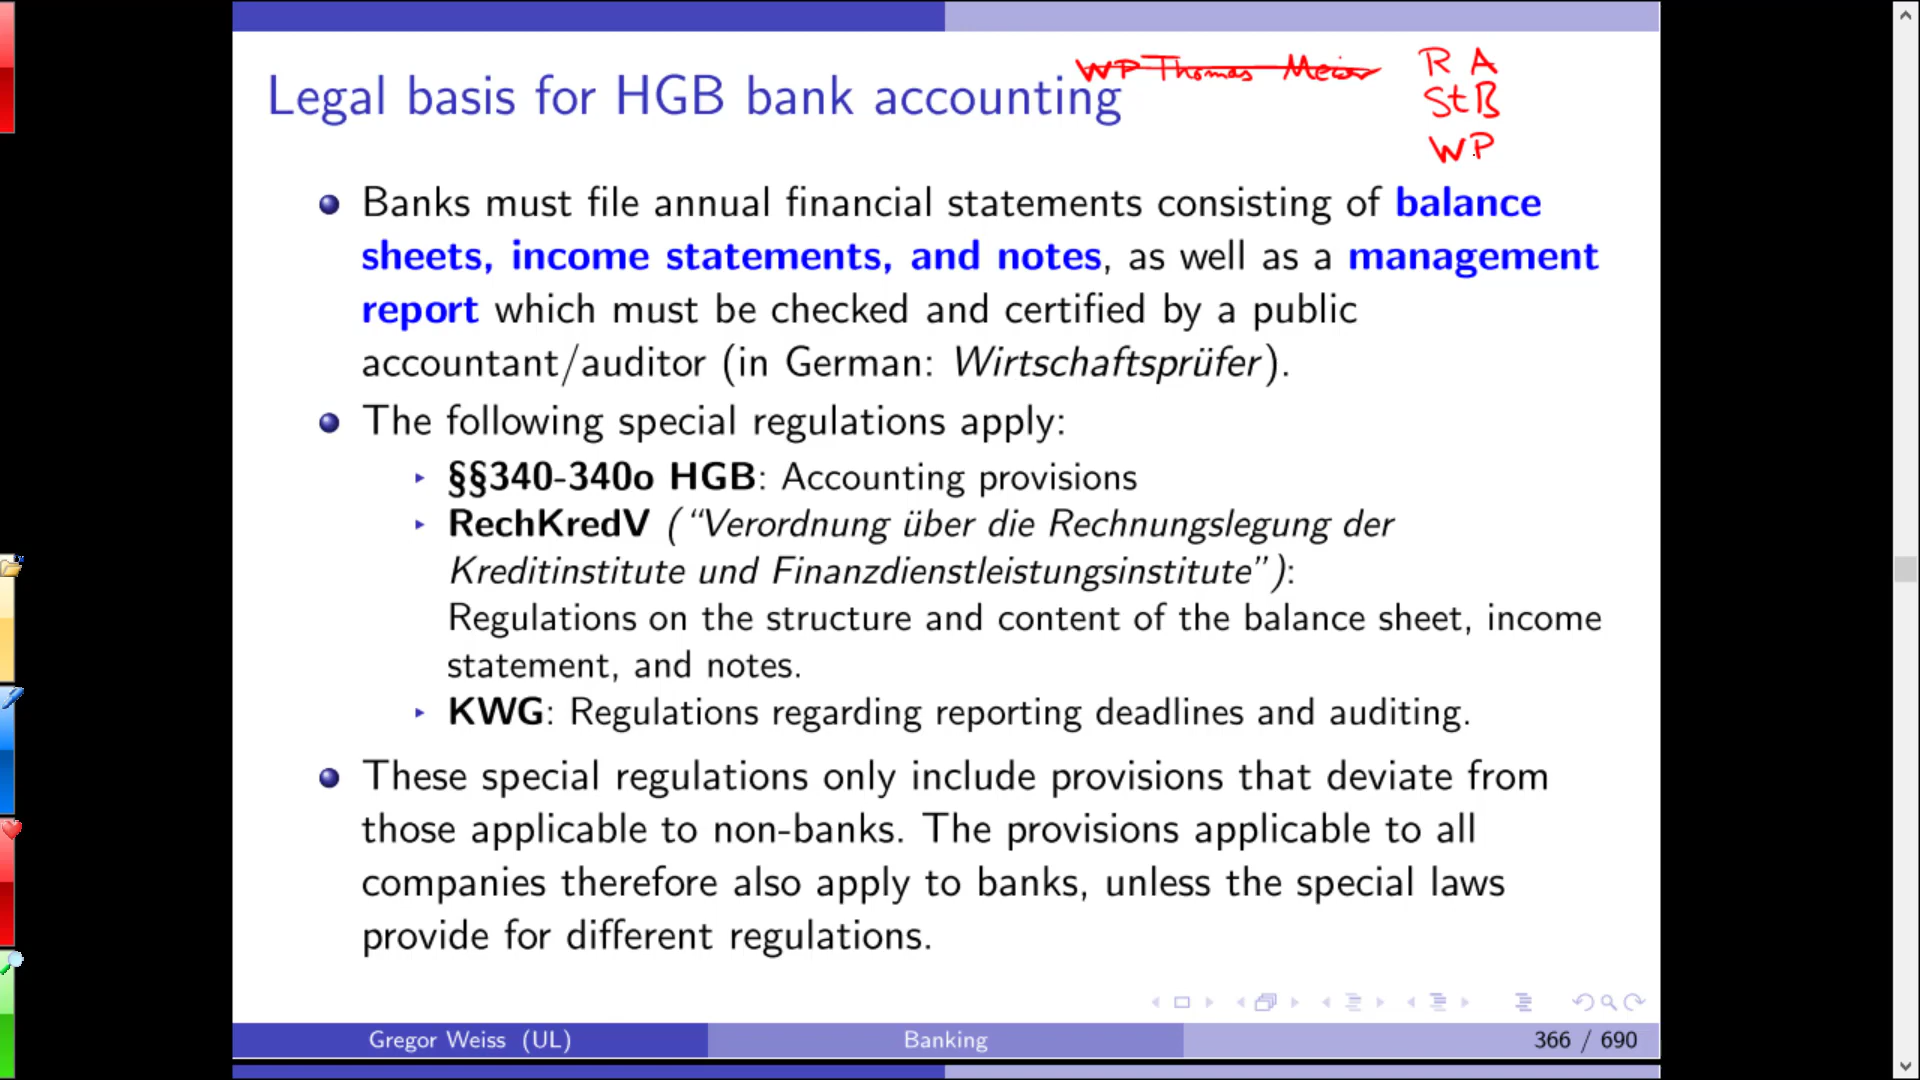 WP Thomas Meier
R A
StB
WP
Legal basis for HGB bank accounting
Banks must file annual financial statements consisting of balance
sheets, income statements, and notes, as well as a management
report which must be checked and certified by a public
accountant/auditor (in German: Wirtschaftsprüfer).
The following special regulations apply:
§§340-340o HGB: Accounting provisions
RechKredV (“Verordnung über die Rechnungslegung der
Kreditinstitute und Finanzdienstleistungsinstitute”):
Regulations on the structure and content of the balance sheet, income
statement, and notes.
KWG: Regulations regarding reporting deadlines and auditing.
These special regulations only include provisions that deviate from
those applicable to non-banks. The provisions applicable to all
companies therefore also apply to banks, unless the special laws
provide for different regulations.
Gregor Weiss (UL) Banking 366 / 690